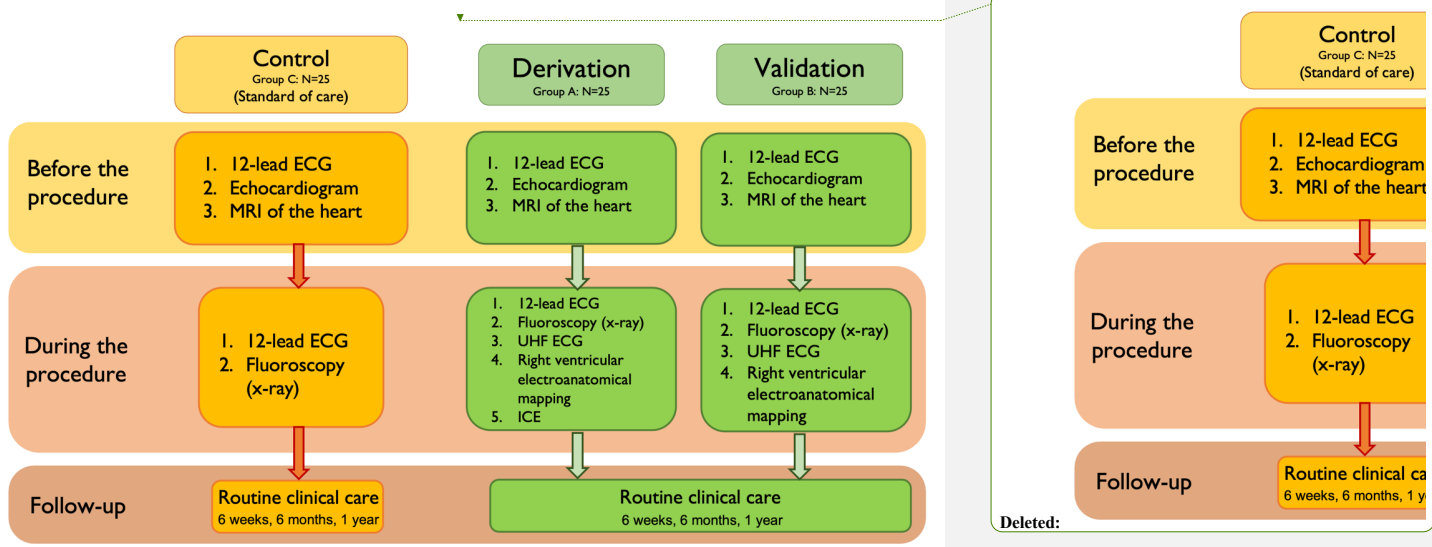 Control
Group C: N=25
(Standard of care)
Derivation
Group A: N=25
Validation
Group B: N=25
Before the
procedure
1. 12-lead ECG
2. Echocardiogram
3. MRI of the heart
1. 12-lead ECG
2. Echocardiogram
3. MRI of the heart
1. 12-lead ECG
2. Echocardiogram
3. MRI of the heart
During the
procedure
1. 12-lead ECG
2. Fluoroscopy
(x-ray)
1. 12-lead ECG
2. Fluoroscopy (x-ray)
3. UHF ECG
4. Right ventricular
electroanatomical
mapping
5. ICE
1. 12-lead ECG
2. Fluoroscopy (x-ray)
3. UHF ECG
4. Right ventricular
electroanatomical
mapping
Follow-up
Routine clinical care
6 weeks, 6 months, 1 year
Routine clinical care
6 weeks, 6 months, 1 year
Control
Group C: N=25
(Standard of care)
Before the
procedure
1. 12-lead ECG
2. Echocardiogram
3. MRI of the heart
During the
procedure
1. 12-lead ECG
2. Fluoroscopy
(x-ray)
Follow-up
Routine clinical ca
6 weeks, 6 months, 1 ye
Deleted: